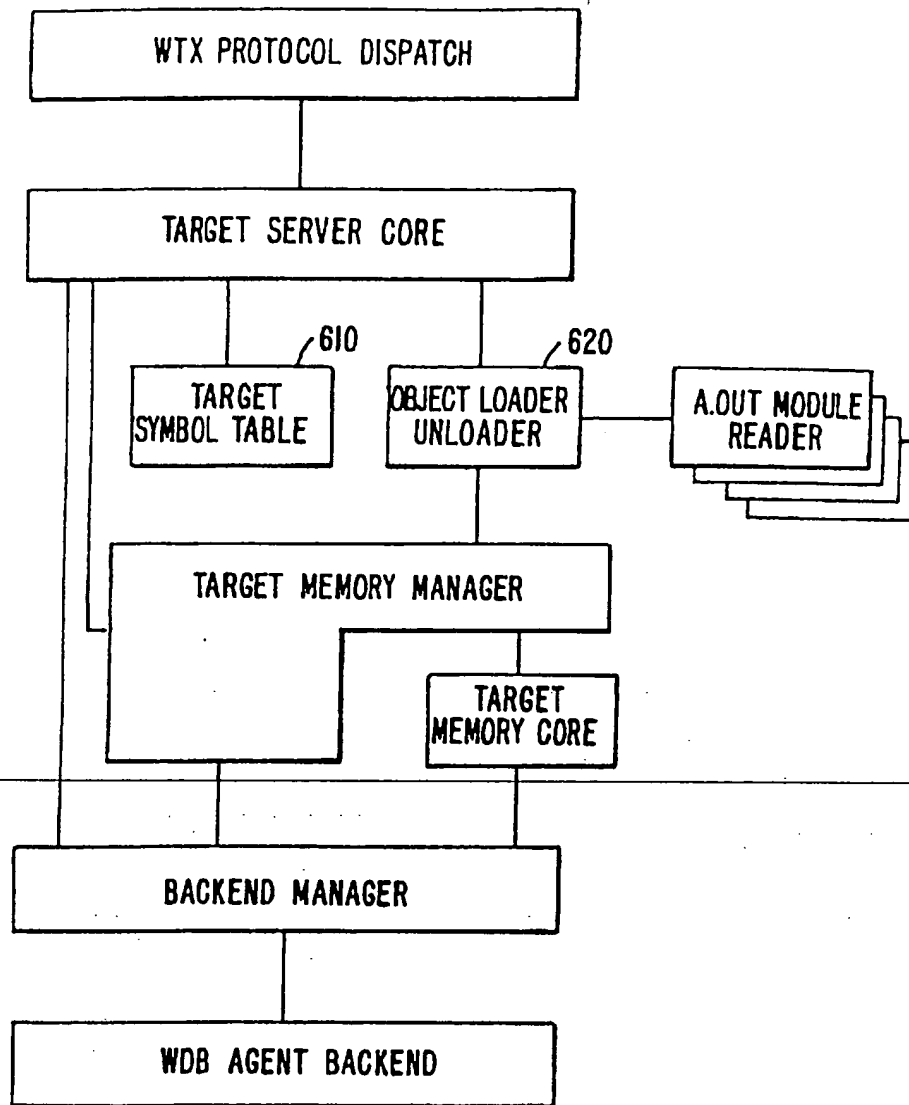 WTX PROTOCOL DISPATCH
TARGET SERVER CORE
610
620
TARGET
SYMBOL TABLE
OBJECT LOADER
UNLOADER
A.OUT MODULE
READER
TARGET MEMORY MANAGER
TARGET
MEMORY CORE
BACKEND MANAGER
WDB AGENT BACKEND